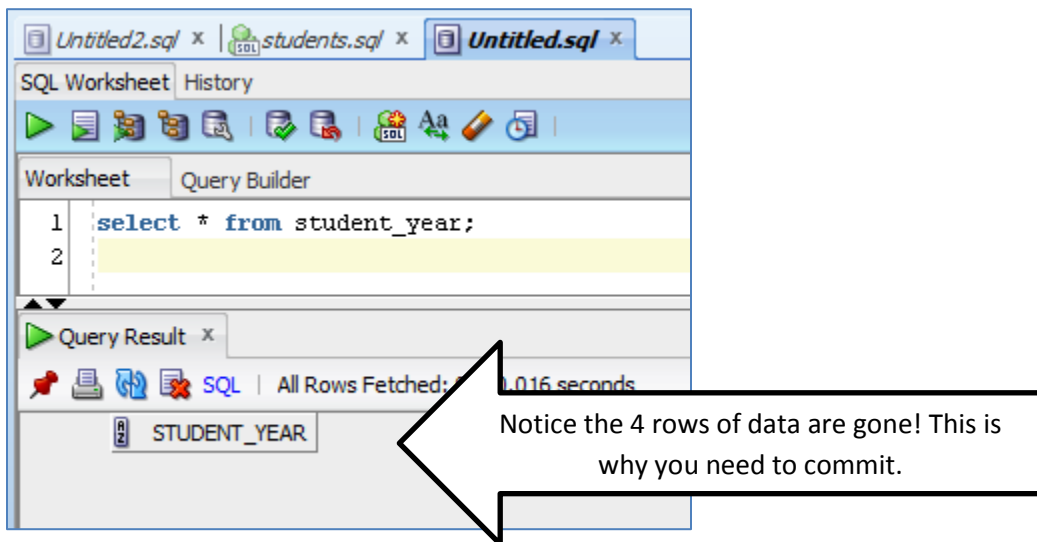 Untitled2.sql x students.sql x Untitled.sql x
SQL Worksheet History
Worksheet Query Builder
1 select * from student_year;
2
Query Result x
SQL | All Rows Fetched: 0.016 seconds
STUDENT_YEAR
Notice the 4 rows of data are gone! This is
why you need to commit.